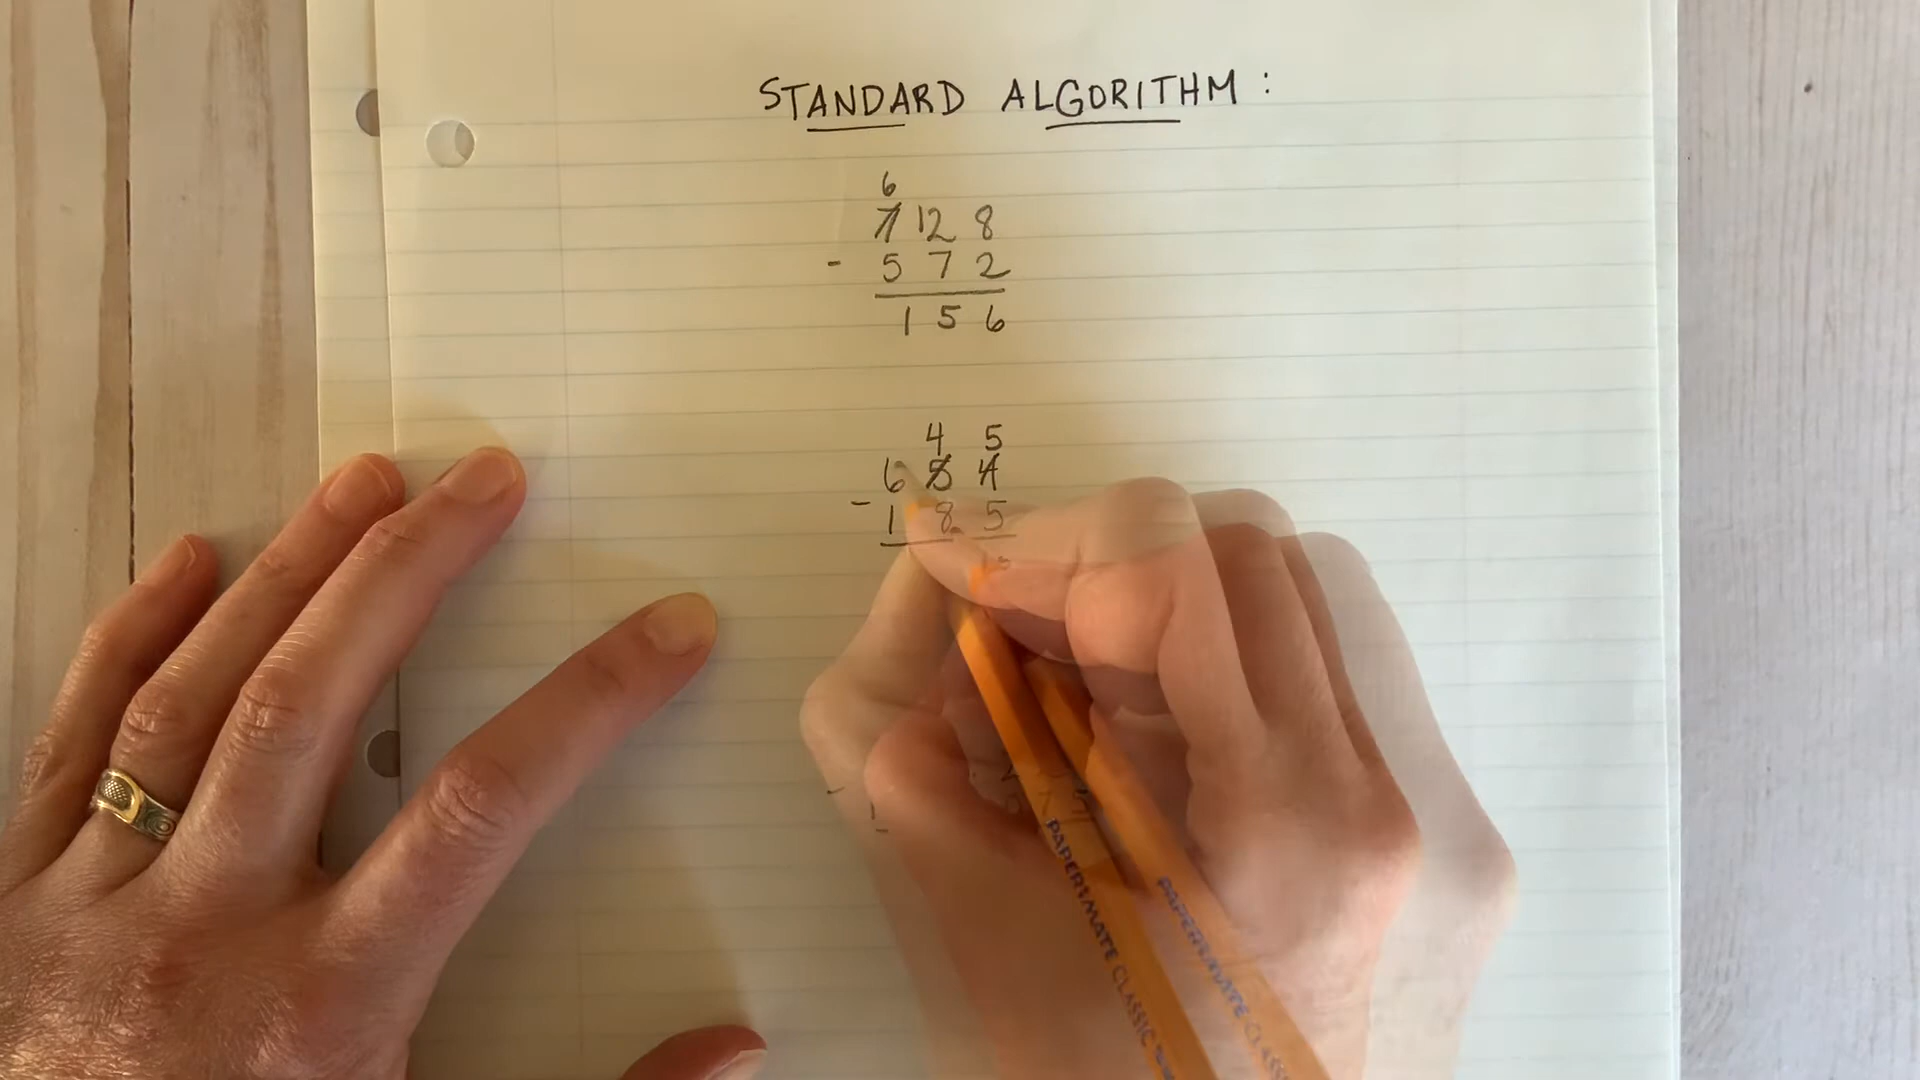 STANDARD ALGORITHM:
6
7 12 8
- 5 7 2
1 5 6
4 5
6 5 4
- 1 8 5
PAPERMATE CLASSIC
PAPERMATE CLASSIC